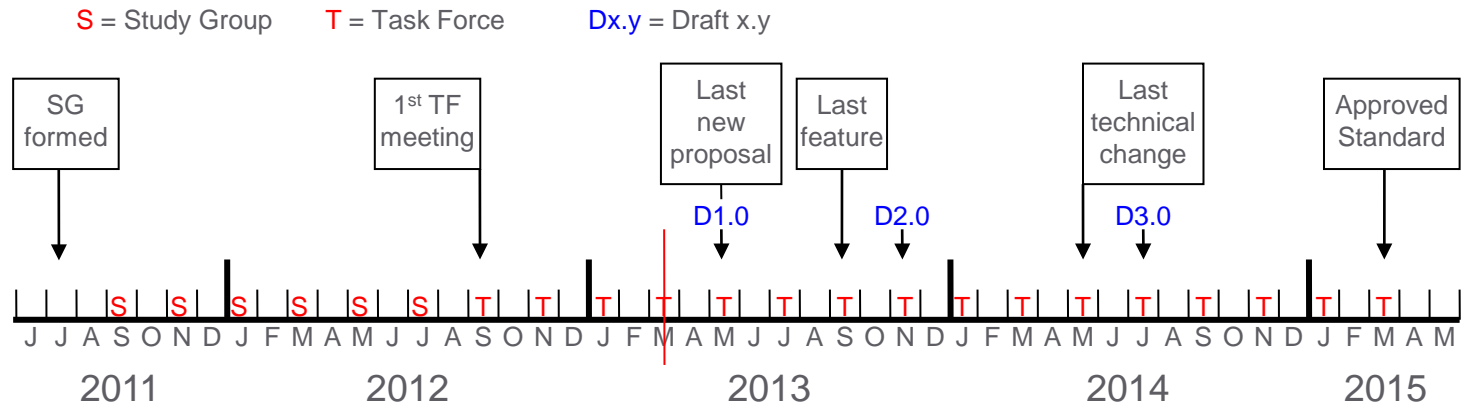 S = Study Group T = Task Force Dx.y = Draft x.y
SG
formed
1st TF
meeting
Last
new
proposal
Last
feature
Last
technical
change
Approved
Standard
D1.0 D2.0 D3.0
S S S S S S T T T T T T T T T T T T T T T T
J J A S O N D J F M A M J J A S O N D J F M A M J J A S O N D J F M A M J J A S O N D J F M A M
2011 2012 2013 2014 2015